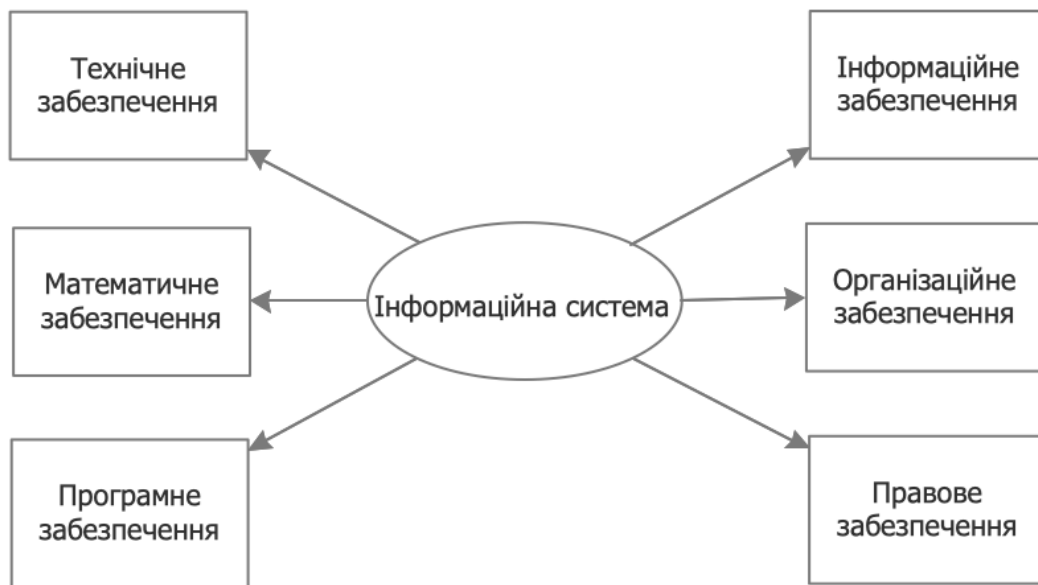 Технічне
забезпечення
Інформаційне
забезпечення
Математичне
забезпечення
Інформаційна система
Організаційне
забезпечення
Програмне
забезпечення
Правове
забезпечення